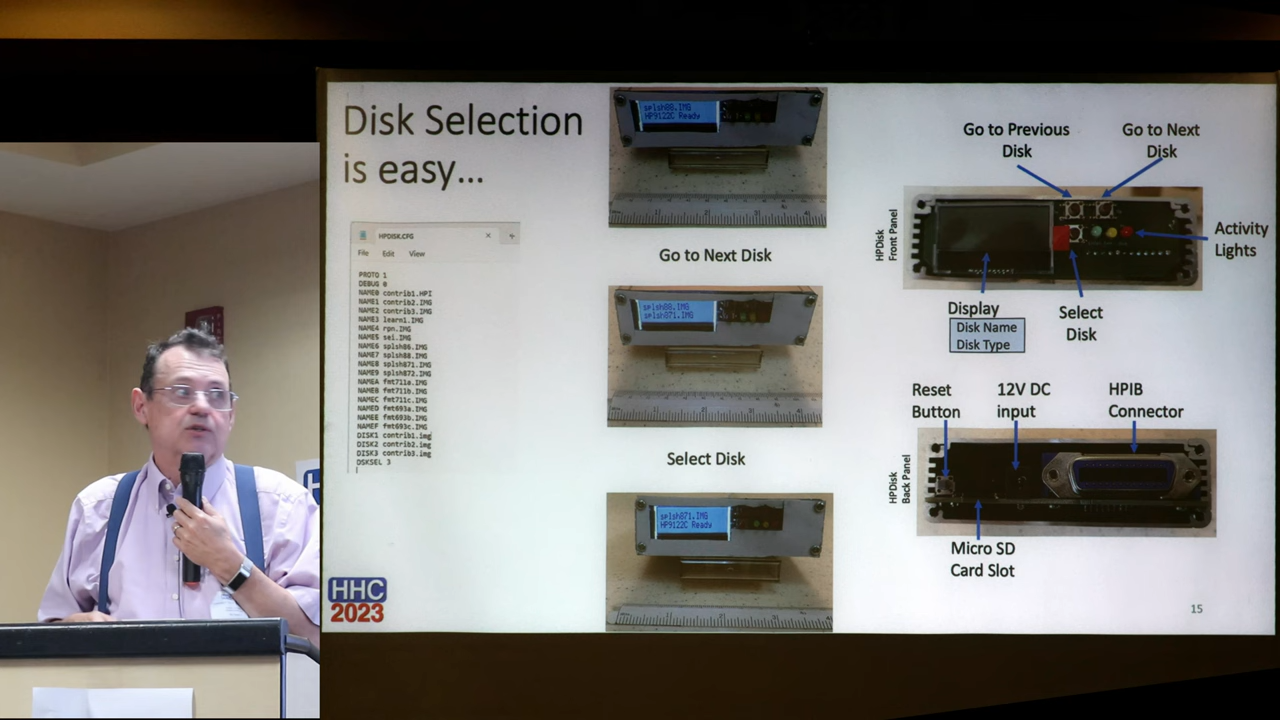 Disk Selection
is easy...
HPDISK.CFG
File Edit View
PROTO 1
DEBUG 0
NAME0 contrib1.HPI
NAME1 contrib2.IMG
NAME2 contrib3.IMG
NAME3 learn1.IMG
NAME4 rpn.IMG
NAME5 sei.IMG
NAME6 splsh86.IMG
NAME7 splsh88.IMG
NAME8 splsh871.IMG
NAME9 splsh872.IMG
NAMEA fmt711a.IMG
NAMEB fmt711b.IMG
NAMEC fmt711c.IMG
NAMED fmt693a.IMG
NAMEE fmt693b.IMG
NAMEF fmt693c.IMG
DISK1 contrib1.img
DISK2 contrib2.img
DISK3 contrib3.img
DSKSEL 3
HHC
2023
splsh88.IMG
HP9122C Ready
Go to Next Disk
splsh88.IMG
splsh871.IMG
Select Disk
splsh871.IMG
HP9122C Ready
Go to Previous
Disk
Go to Next
Disk
HPDisk
Front Panel
Activity
Lights
Display
Disk Name
Disk Type
Select
Disk
Reset
Button
12V DC
input
HPIB
Connector
HPDisk
Back Panel
Micro SD
Card Slot
15